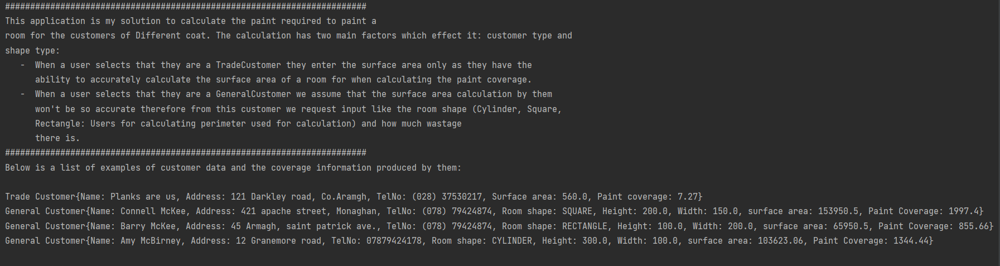 ########################################################################
This application is my solution to calculate the paint required to paint a
room for the customers of Different coat. The calculation has two main factors which effect it: customer type and
shape type:
- When a user selects that they are a TradeCustomer they enter the surface area only as they have the
ability to accurately calculate the surface area of a room for when calculating the paint coverage.
- When a user selects that they are a GeneralCustomer we assume that the surface area calculation by them
won't be so accurate therefore from this customer we request input like the room shape (Cylinder, Square,
Rectangle: Users for calculating perimeter used for calculation) and how much wastage
there is.
########################################################################
Below is a list of examples of customer data and the coverage information produced by them:
Trade Customer{Name: Planks are us, Address: 121 Darkley road, Co.Aramgh, TelNo: (028) 37530217, Surface area: 560.0, Paint coverage: 7.27}
General Customer{Name: Connell McKee, Address: 421 apache street, Monaghan, TelNo: (078) 79424874, Room shape: SQUARE, Height: 200.0, Width: 150.0, surface area: 153950.5, Paint Coverage: 1997.4}
General Customer{Name: Barry McKee, Address: 45 Armagh, saint patrick ave., TelNo: (078) 79424874, Room shape: RECTANGLE, Height: 100.0, Width: 200.0, surface area: 65950.5, Paint Coverage: 855.66}
General Customer{Name: Amy McBirney, Address: 12 Granemore road, TelNo: 07879424178, Room shape: CYLINDER, Height: 300.0, Width: 100.0, surface area: 103623.06, Paint Coverage: 1344.44}